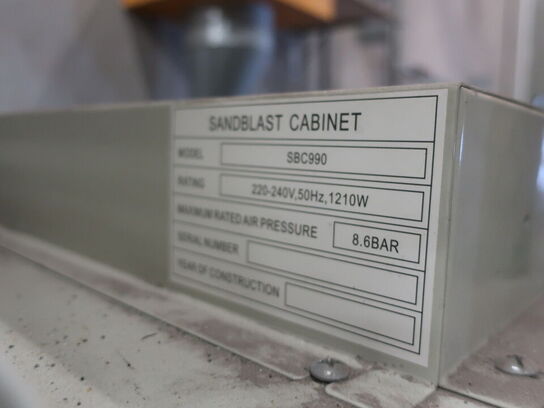 SANDBLAST CABINET
MODEL SBC990
RATING 220-240V,50Hz,1210W
MAXIMUM RATED AIR PRESSURE 8.6BAR
SERIAL NUMBER
YEAR OF CONSTRUCTION